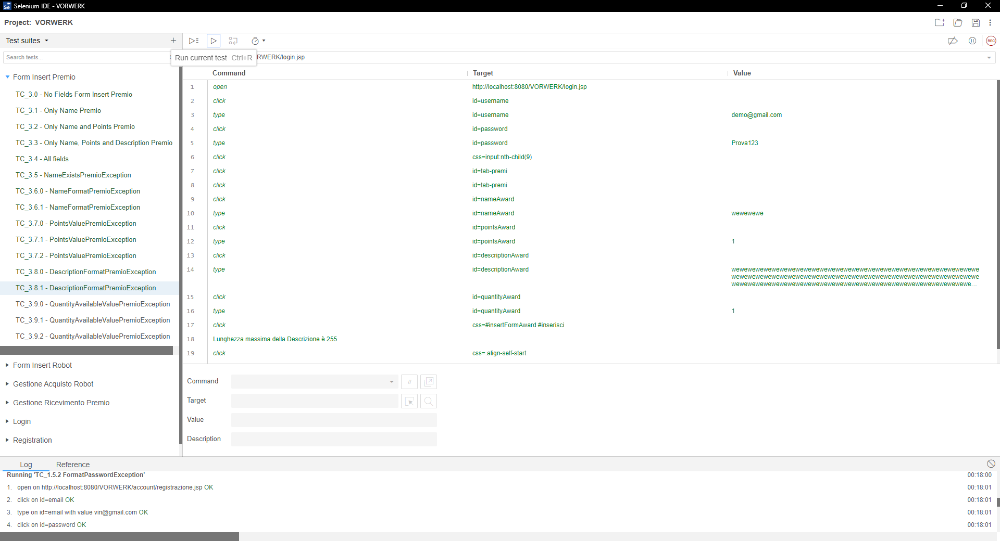 Selenium IDE - VORWERK
Project: VORWERK
Test suites
Search tests...
Run current test Ctrl+R
RWERK/login.jsp
Form Insert Premio
TC_3.0 - No Fields Form Insert Premio
TC_3.1 - Only Name Premio
TC_3.2 - Only Name and Points Premio
TC_3.3 - Only Name, Points and Description Premio
TC_3.4 - All fields
TC_3.5 - NameExistsPremioException
TC_3.6.0 - NameFormatPremioException
TC_3.6.1 - NameFormatPremioException
TC_3.7.0 - PointsValuePremioException
TC_3.7.1 - PointsValuePremioException
TC_3.7.2 - PointsValuePremioException
TC_3.8.0 - DescriptionFormatPremioException
TC_3.8.1 - DescriptionFormatPremioException
TC_3.9.0 - QuantityAvailableValuePremioException
TC_3.9.1 - QuantityAvailableValuePremioException
TC_3.9.2 - QuantityAvailableValuePremioException
Form Insert Robot
Gestione Acquisto Robot
Gestione Ricevimento Premio
Login
Registration
REC
Command Target Value
1 open http://localhost:8080/VORWERK/login.jsp
2 click id=username
3 type id=username demo@gmail.com
4 click id=password
5 type id=password Prova123
6 click css=input:nth-child(9)
7 click id=tab-premi
8 click id=tab-premi
9 click id=nameAward
10 type id=nameAward wewewewe
11 click id=pointsAward
12 type id=pointsAward 1
13 click id=descriptionAward
14 type id=descriptionAward
15 click id=quantityAward
16 type id=quantityAward 1
17 click css=#insertFormAward #inserisci
18 Lunghezza massima della Descrizione è 255
19 click css=.align-self-start
Command //
Target
Value
Description
Log Reference
Running 'TC_1.5.2 FormatPasswordException' 00:18:00
1. open on http://localhost:8080/VORWERK/account/registrazione.jsp OK 00:18:01
2. click on id=email OK 00:18:01
3. type on id=email with value vin@gmail.com OK 00:18:01
4. click on id=password OK 00:18:01